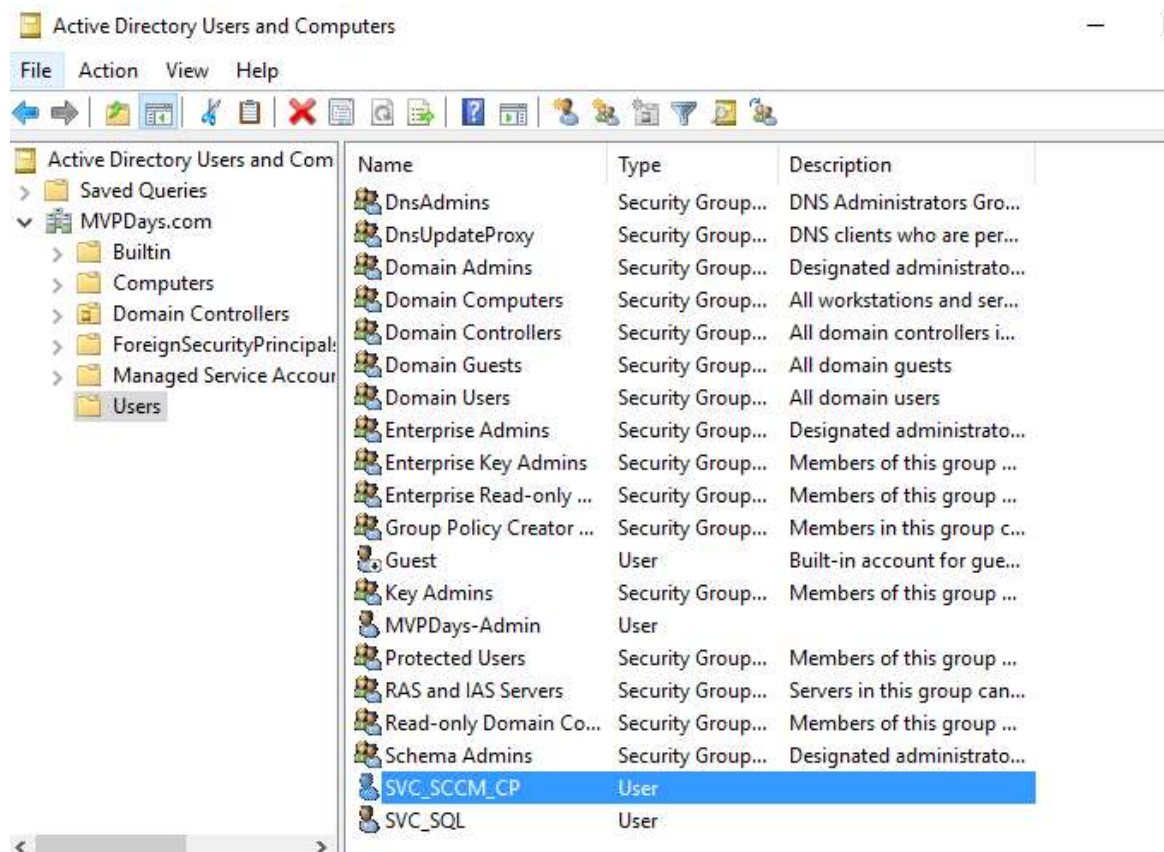 Active Directory Users and Computers
File Action View Help
Active Directory Users and Com
Saved Queries
MVPDays.com
Builtin
Computers
Domain Controllers
ForeignSecurityPrincipals
Managed Service Accour
Users
Name Type Description
DnsAdmins Security Group... DNS Administrators Gro...
DnsUpdateProxy Security Group... DNS clients who are per...
Domain Admins Security Group... Designated administrato...
Domain Computers Security Group... All workstations and ser...
Domain Controllers Security Group... All domain controllers i...
Domain Guests Security Group... All domain guests
Domain Users Security Group... All domain users
Enterprise Admins Security Group... Designated administrato...
Enterprise Key Admins Security Group... Members of this group ...
Enterprise Read-only ... Security Group... Members of this group ...
Group Policy Creator ... Security Group... Members in this group c...
Guest User Built-in account for gue...
Key Admins Security Group... Members of this group ...
MVPDays-Admin User
Protected Users Security Group... Members of this group ...
RAS and IAS Servers Security Group... Servers in this group can...
Read-only Domain Co... Security Group... Members of this group ...
Schema Admins Security Group... Designated administrato...
SVC_SCCM_CP User
SVC_SQL User